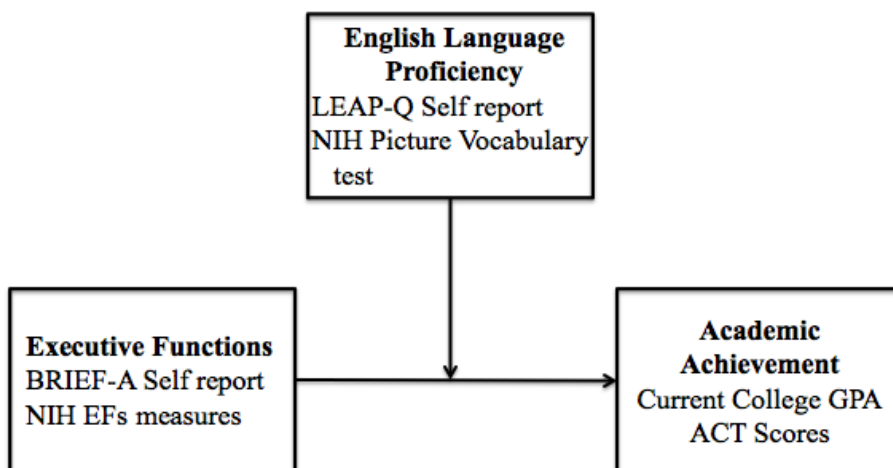 English Language
Proficiency
LEAP-Q Self report
NIH Picture Vocabulary
test
Executive Functions
BRIEF-A Self report
NIH EFs measures
Academic
Achievement
Current College GPA
ACT Scores